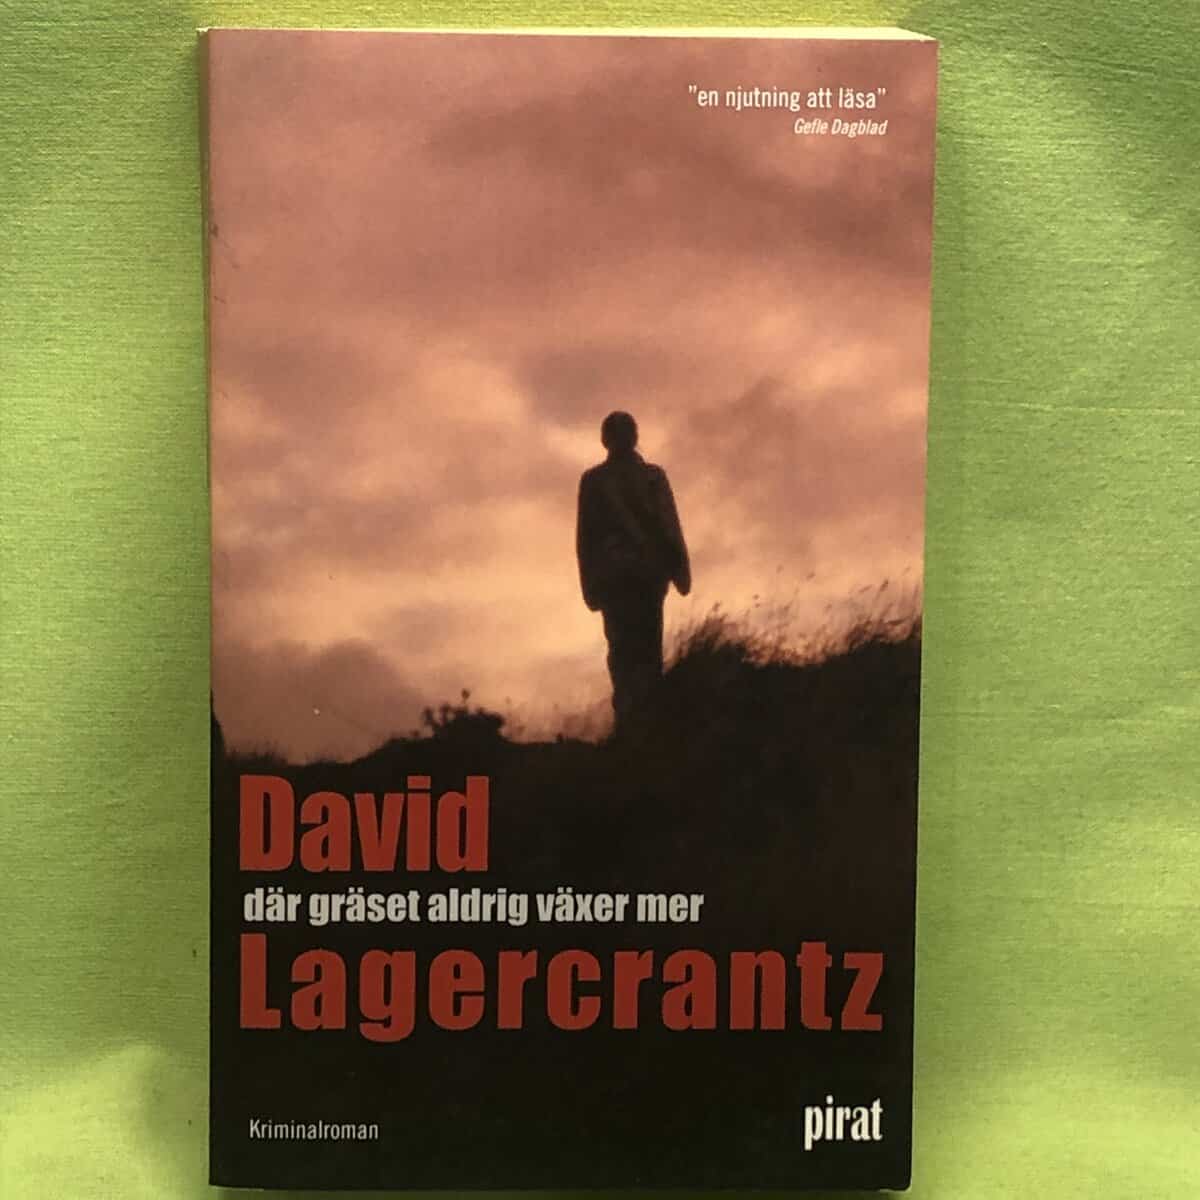 "en njutning att läsa"
Gefle Dagblad
David
där gräset aldrig växer mer
Lagercrantz
Kriminalroman
pirat